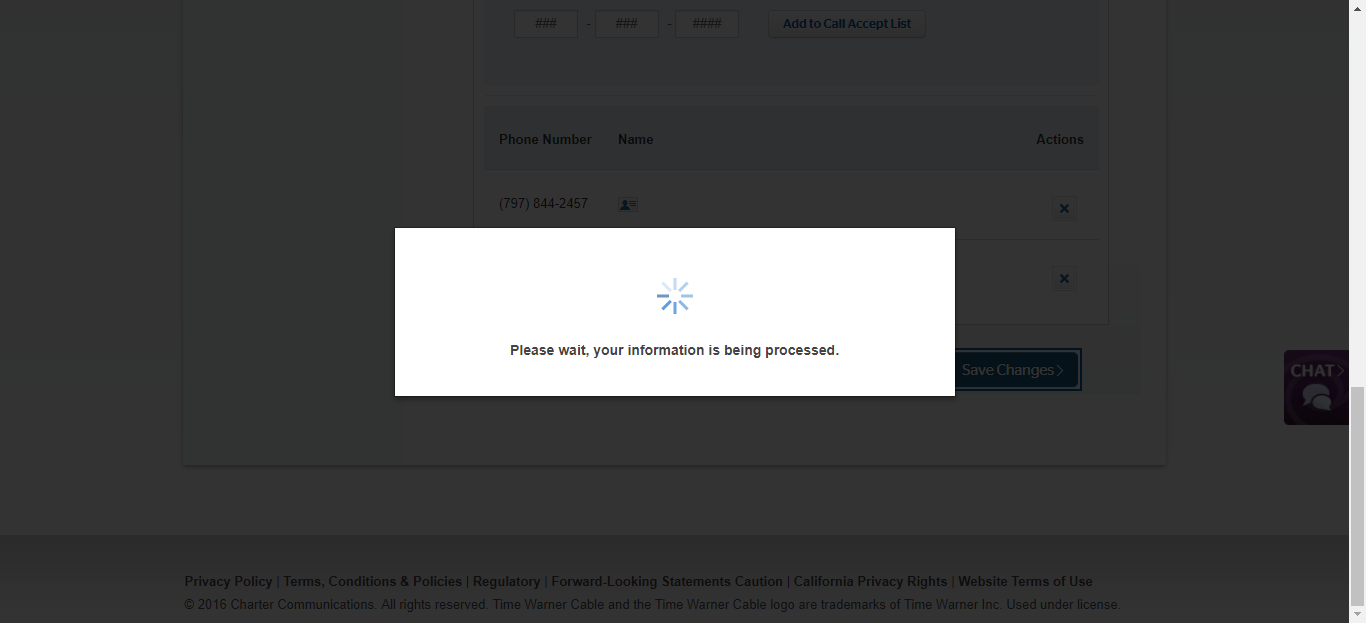 ### - ### - #### Add to Call Accept List
Phone Number Name Actions
(797) 844-2457
Please wait, your information is being processed.
Save Changes
CHAT
Privacy Policy | Terms, Conditions & Policies | Regulatory | Forward-Looking Statements Caution | California Privacy Rights | Website Terms of Use
© 2016 Charter Communications. All rights reserved. Time Warner Cable and the Time Warner Cable logo are trademarks of Time Warner Inc. Used under license.